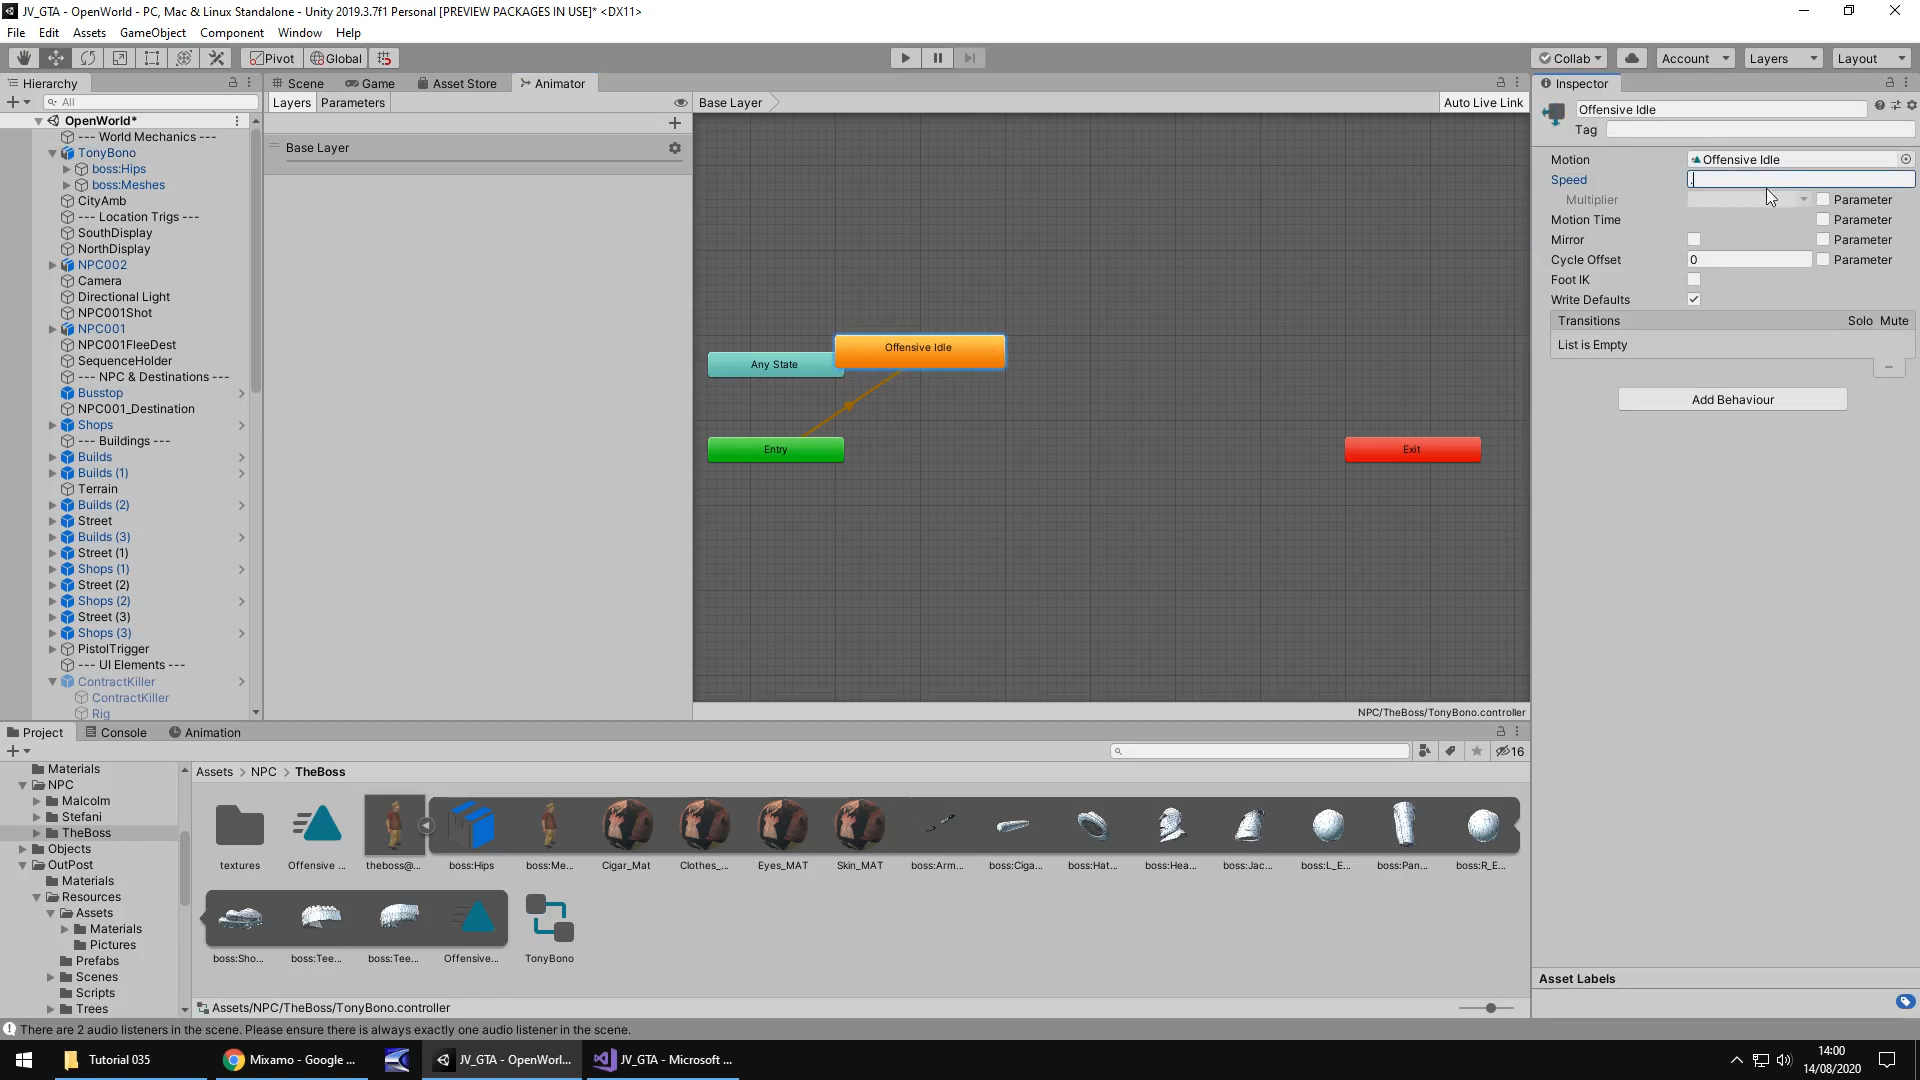 JV_GTA - OpenWorld - PC, Mac & Linux Standalone - Unity 2019.3.7f1 Personal [PREVIEW PACKAGES IN USE]* <DX11>
File Edit Assets GameObject Component Window Help
Pivot Global Collab Account Layers Layout
Hierarchy
All
OpenWorld*
--- World Mechanics ---
TonyBono
boss:Hips
boss:Meshes
CityAmb
--- Location Trigs ---
SouthDisplay
NorthDisplay
NPC002
Camera
Directional Light
NPC001Shot
NPC001
NPC001FleeDest
SequenceHolder
--- NPC & Destinations ---
Busstop
NPC001_Destination
Shops
--- Buildings ---
Builds
Builds (1)
Terrain
Builds (2)
Street
Builds (3)
Street (1)
Shops (1)
Street (2)
Shops (2)
Street (3)
Shops (3)
PistolTrigger
--- UI Elements ---
ContractKiller
ContractKiller
Rig
Scene Game Asset Store Animator
Layers Parameters
Base Layer
Base Layer
Auto Live Link
Offensive Idle
Any State
Entry
Exit
NPC/TheBoss/TonyBono.controller
Inspector
Offensive Idle
Tag
Motion Offensive Idle
Speed .
Multiplier Parameter
Motion Time Parameter
Mirror Parameter
Cycle Offset 0 Parameter
Foot IK
Write Defaults
Transitions Solo Mute
List is Empty
Add Behaviour
Asset Labels
Project Console Animation
16
Materials
NPC
Malcolm
Stefani
TheBoss
Objects
OutPost
Materials
Resources
Assets
Materials
Pictures
Prefabs
Scenes
Scripts
Trees
Assets > NPC > TheBoss
textures Offensive ... theboss@... boss:Hips boss:Me... Cigar_Mat Clothes_... Eyes_MAT Skin_MAT boss:Arm... boss:Ciga... boss:Hat... boss:Hea... boss:Jac... boss:L_E... boss:Pan... boss:R_E...
boss:Sho... boss:Tee... boss:Tee... Offensive... TonyBono
Assets/NPC/TheBoss/TonyBono.controller
There are 2 audio listeners in the scene. Please ensure there is always exactly one audio listener in the scene.
Tutorial 035 Mixamo - Google ... JV_GTA - OpenWorl... JV_GTA - Microsoft ...
14:00
14/08/2020